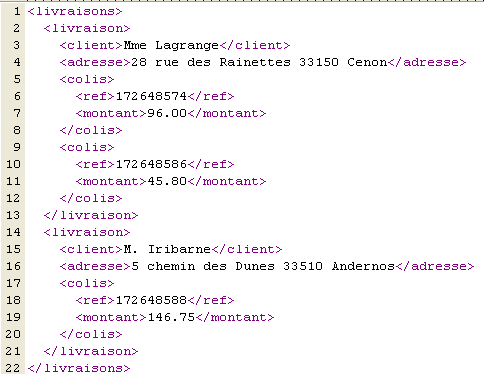 1 <livraisons>
2   <livraison>
3     <client>Mme Lagrange</client>
4     <adresse>28 rue des Rainettes 33150 Cenon</adresse>
5     <colis>
6       <ref>172648574</ref>
7       <montant>96.00</montant>
8     </colis>
9     <colis>
10       <ref>172648586</ref>
11       <montant>45.80</montant>
12     </colis>
13   </livraison>
14   <livraison>
15     <client>M. Iribarne</client>
16     <adresse>5 chemin des Dunes 33510 Andernos</adresse>
17     <colis>
18       <ref>172648588</ref>
19       <montant>146.75</montant>
20     </colis>
21   </livraison>
22 </livraisons>